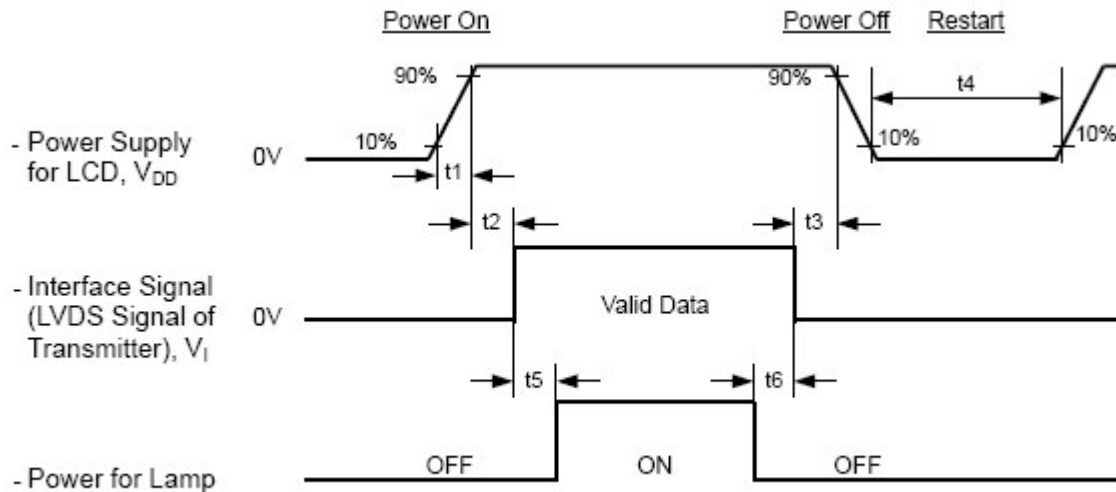 Power On
Power Off Restart
90%
90%
t4
- Power Supply
for LCD, VDD
0V
10%
10%
10%
t1
t2
t3
- Interface Signal
(LVDS Signal of
Transmitter), VI
0V
Valid Data
t5
t6
- Power for Lamp
OFF
ON
OFF